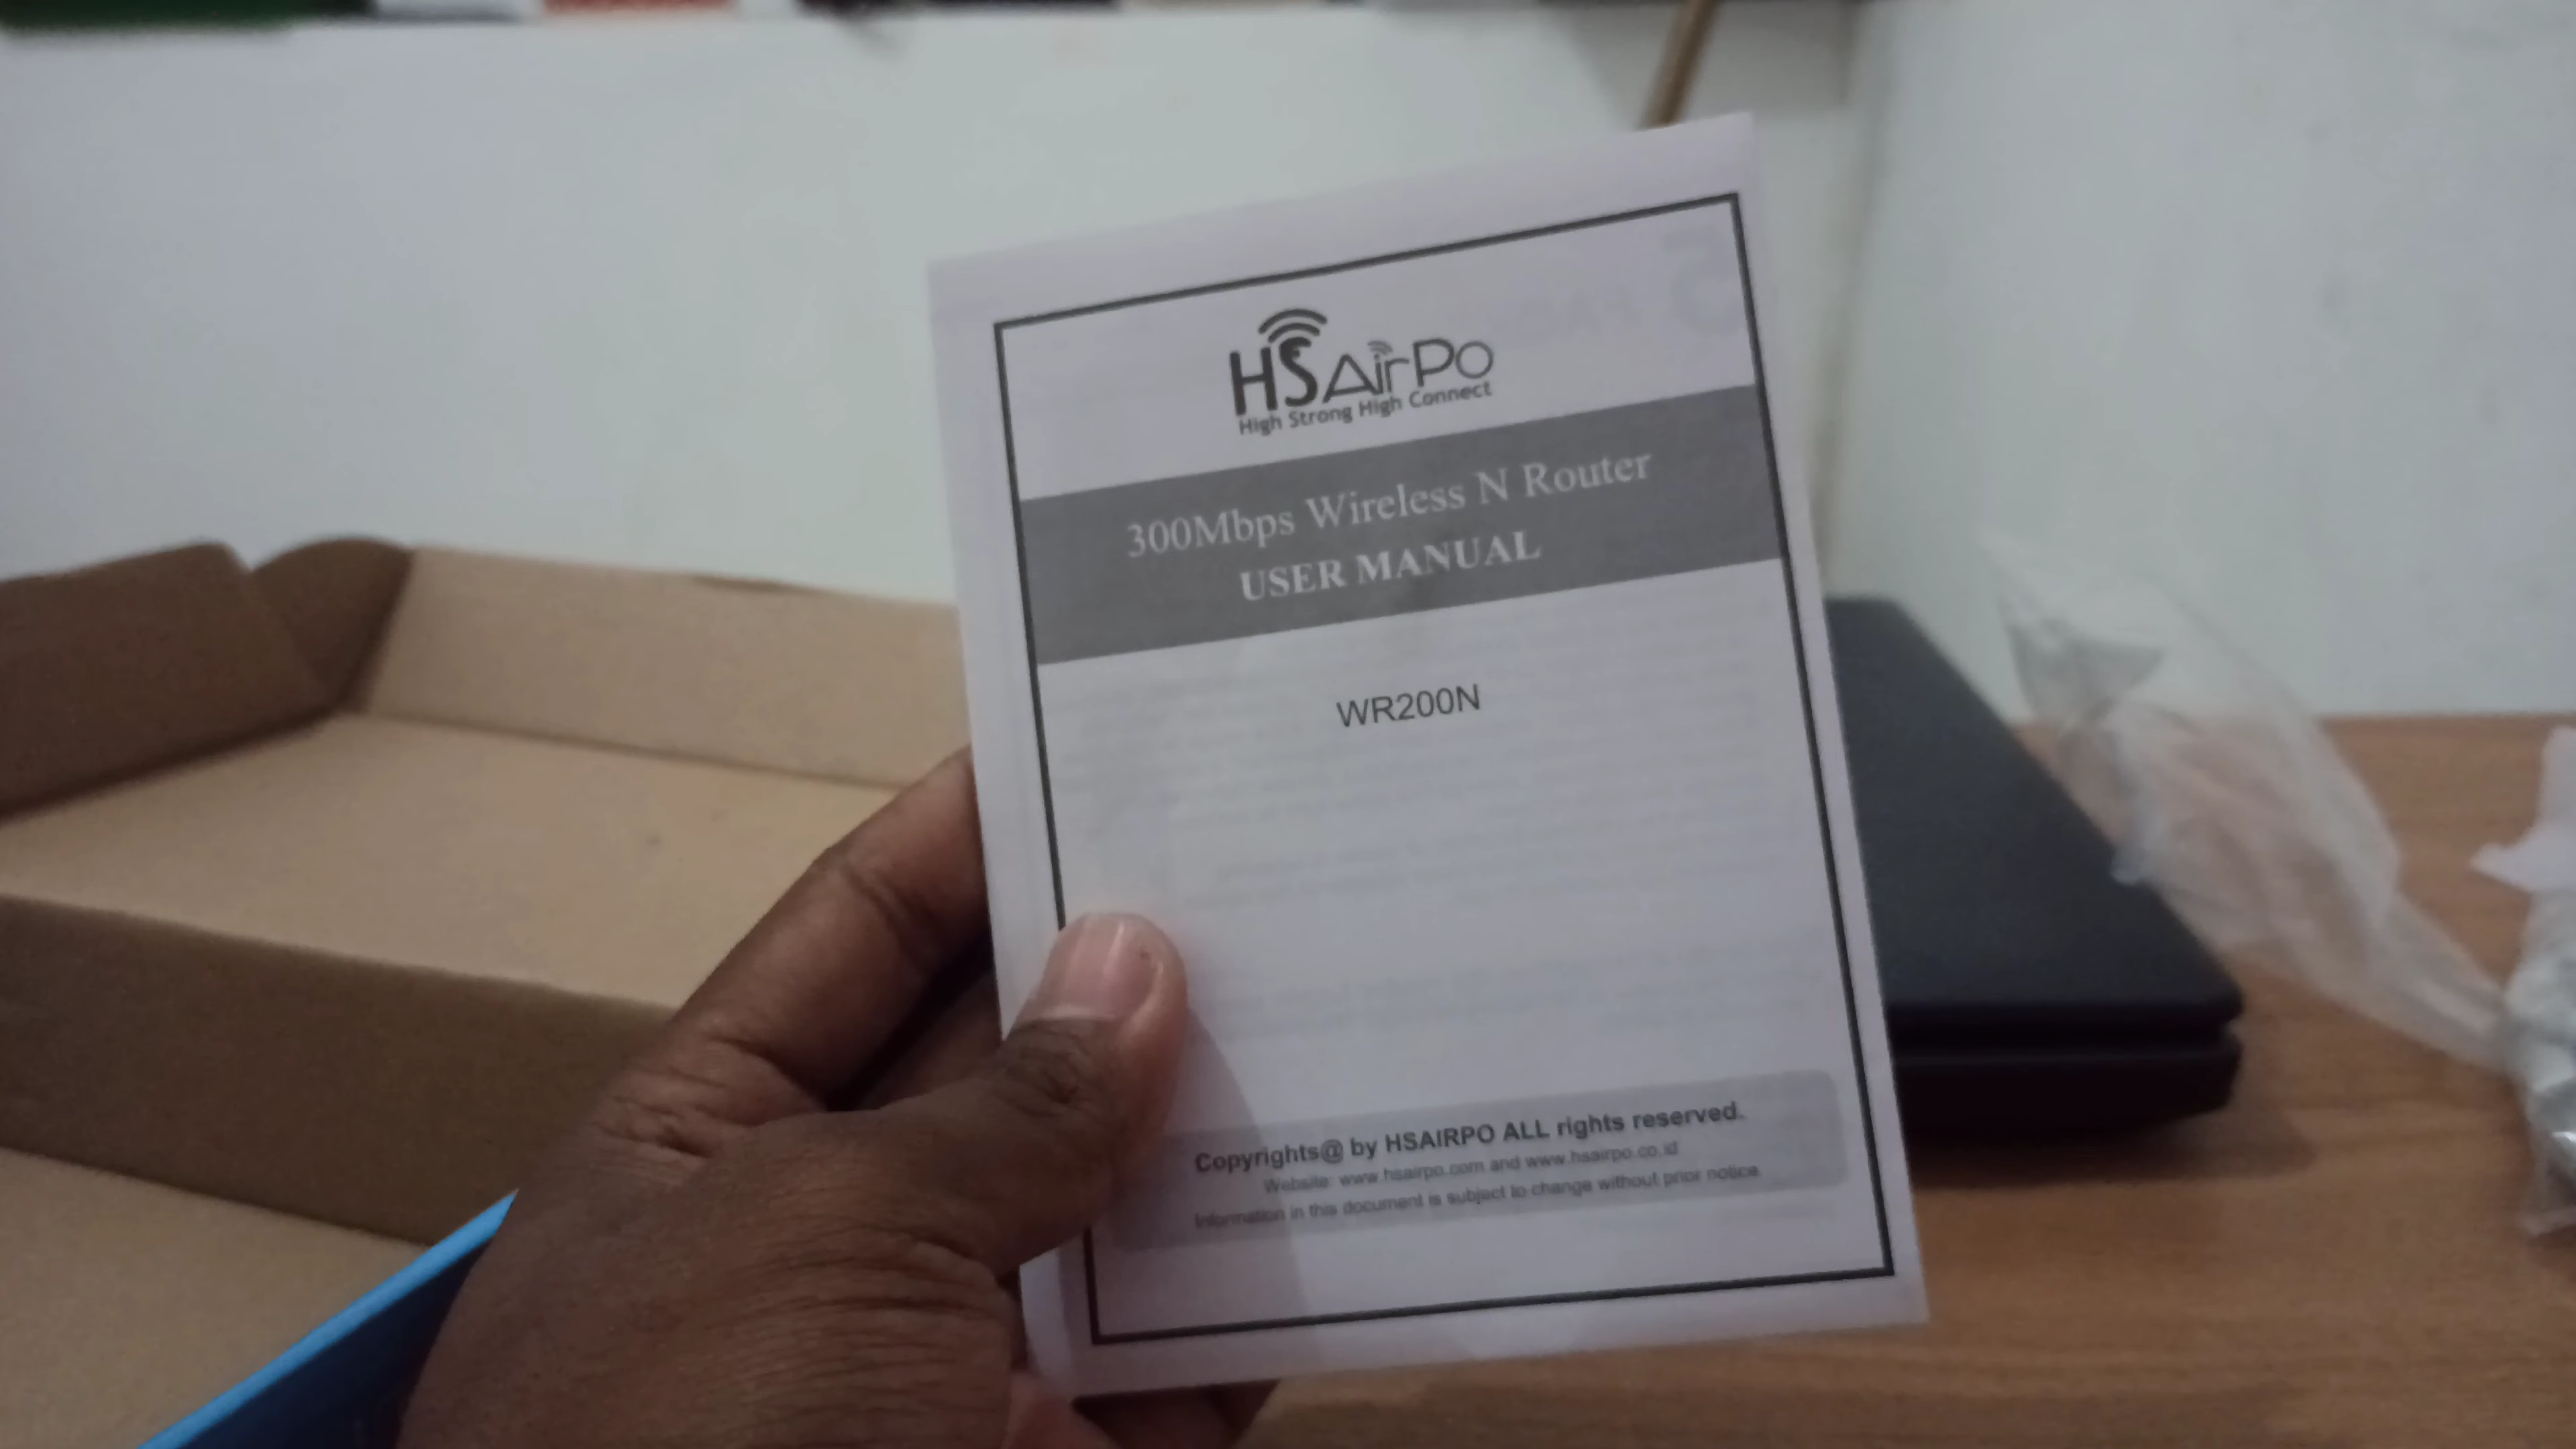 HSAirPo
High Strong High Connect
300Mbps Wireless N Router
USER MANUAL
WR200N
Copyrights@ by HSAIRPO ALL rights reserved.
Website: www.hsairpo.com and www.hsairpo.co.id
Information in this document is subject to change without prior notice